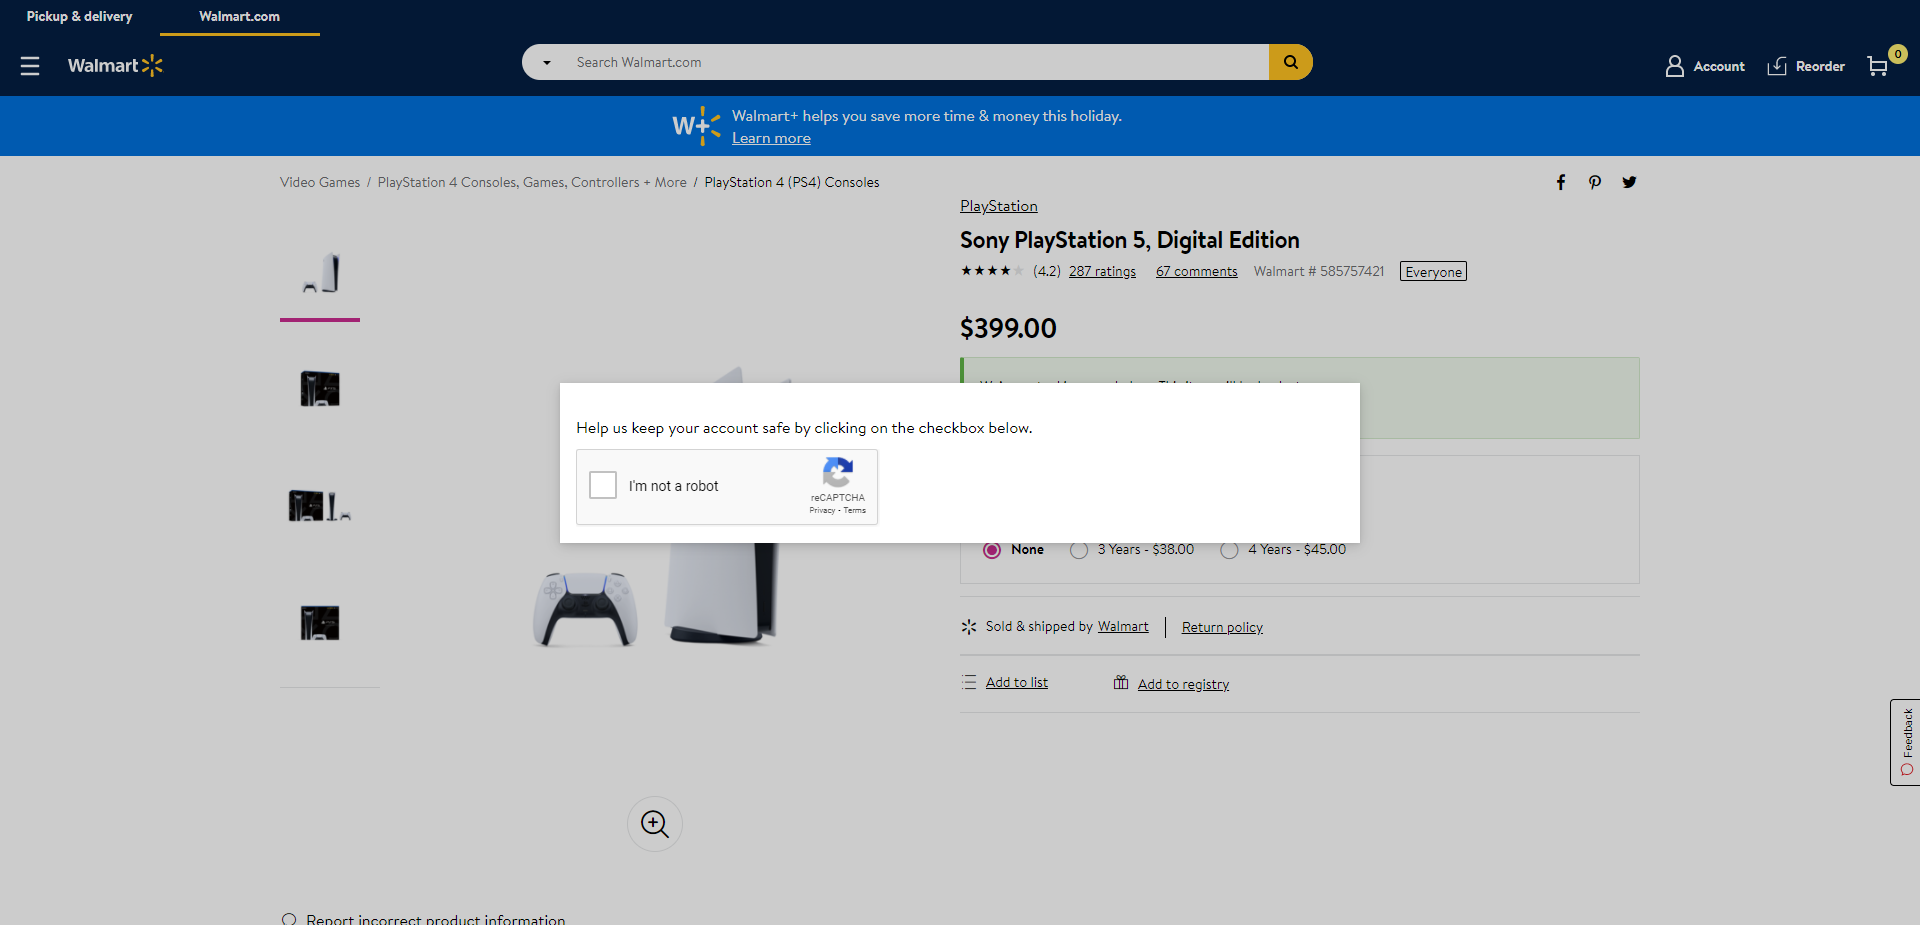 Pickup & delivery
Walmart.com
Walmart
Search Walmart.com
Account
Reorder
0
W+
Walmart+ helps you save more time & money this holiday.
Learn more
Video Games / PlayStation 4 Consoles, Games, Controllers + More / PlayStation 4 (PS4) Consoles
PlayStation
Sony PlayStation 5, Digital Edition
(4.2) 287 ratings 67 comments Walmart # 585757421 Everyone
$399.00
Help us keep your account safe by clicking on the checkbox below.
I'm not a robot
reCAPTCHA
Privacy - Terms
None 3 Years - $38.00 4 Years - $45.00
Sold & shipped by Walmart
Return policy
Add to list
Add to registry
Feedback
Report incorrect product information